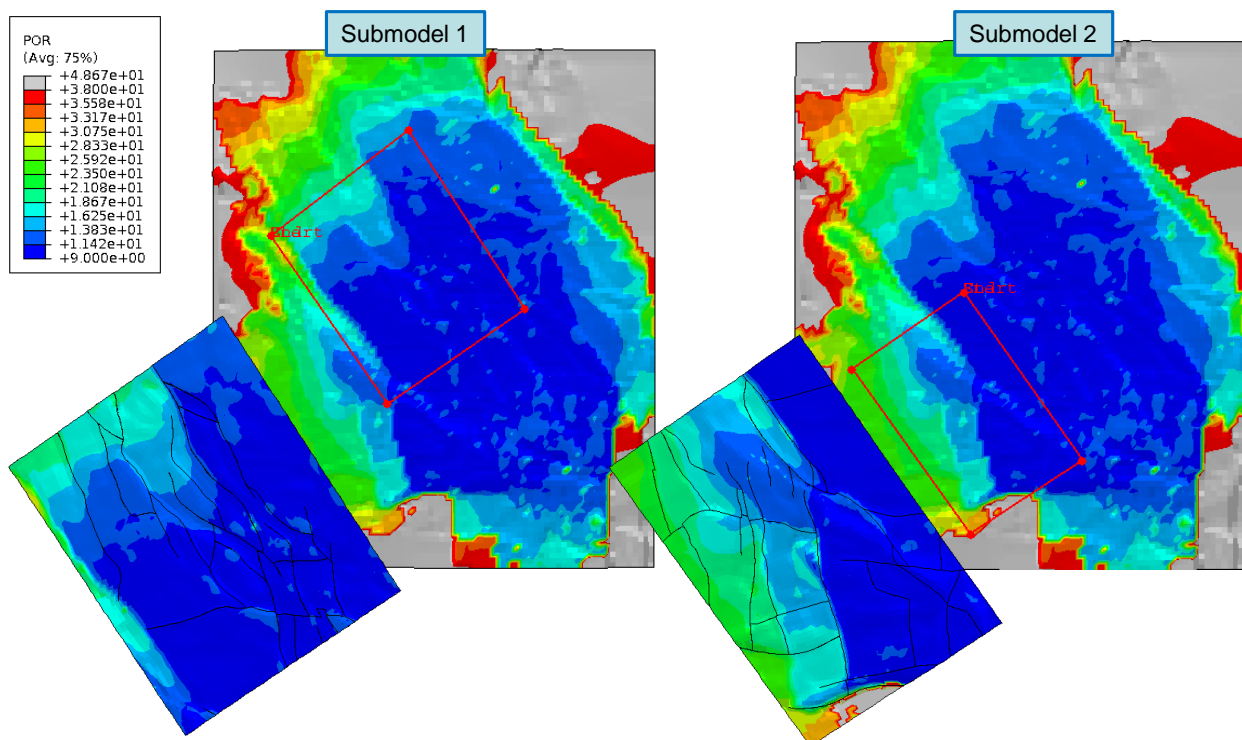 Submodel 1
Submodel 2
POR
(Avg: 75%)
+4.867e+01
+3.800e+01
+3.558e+01
+3.317e+01
+3.075e+01
+2.833e+01
+2.592e+01
+2.350e+01
+2.108e+01
+1.867e+01
+1.625e+01
+1.383e+01
+1.142e+01
+9.000e+00